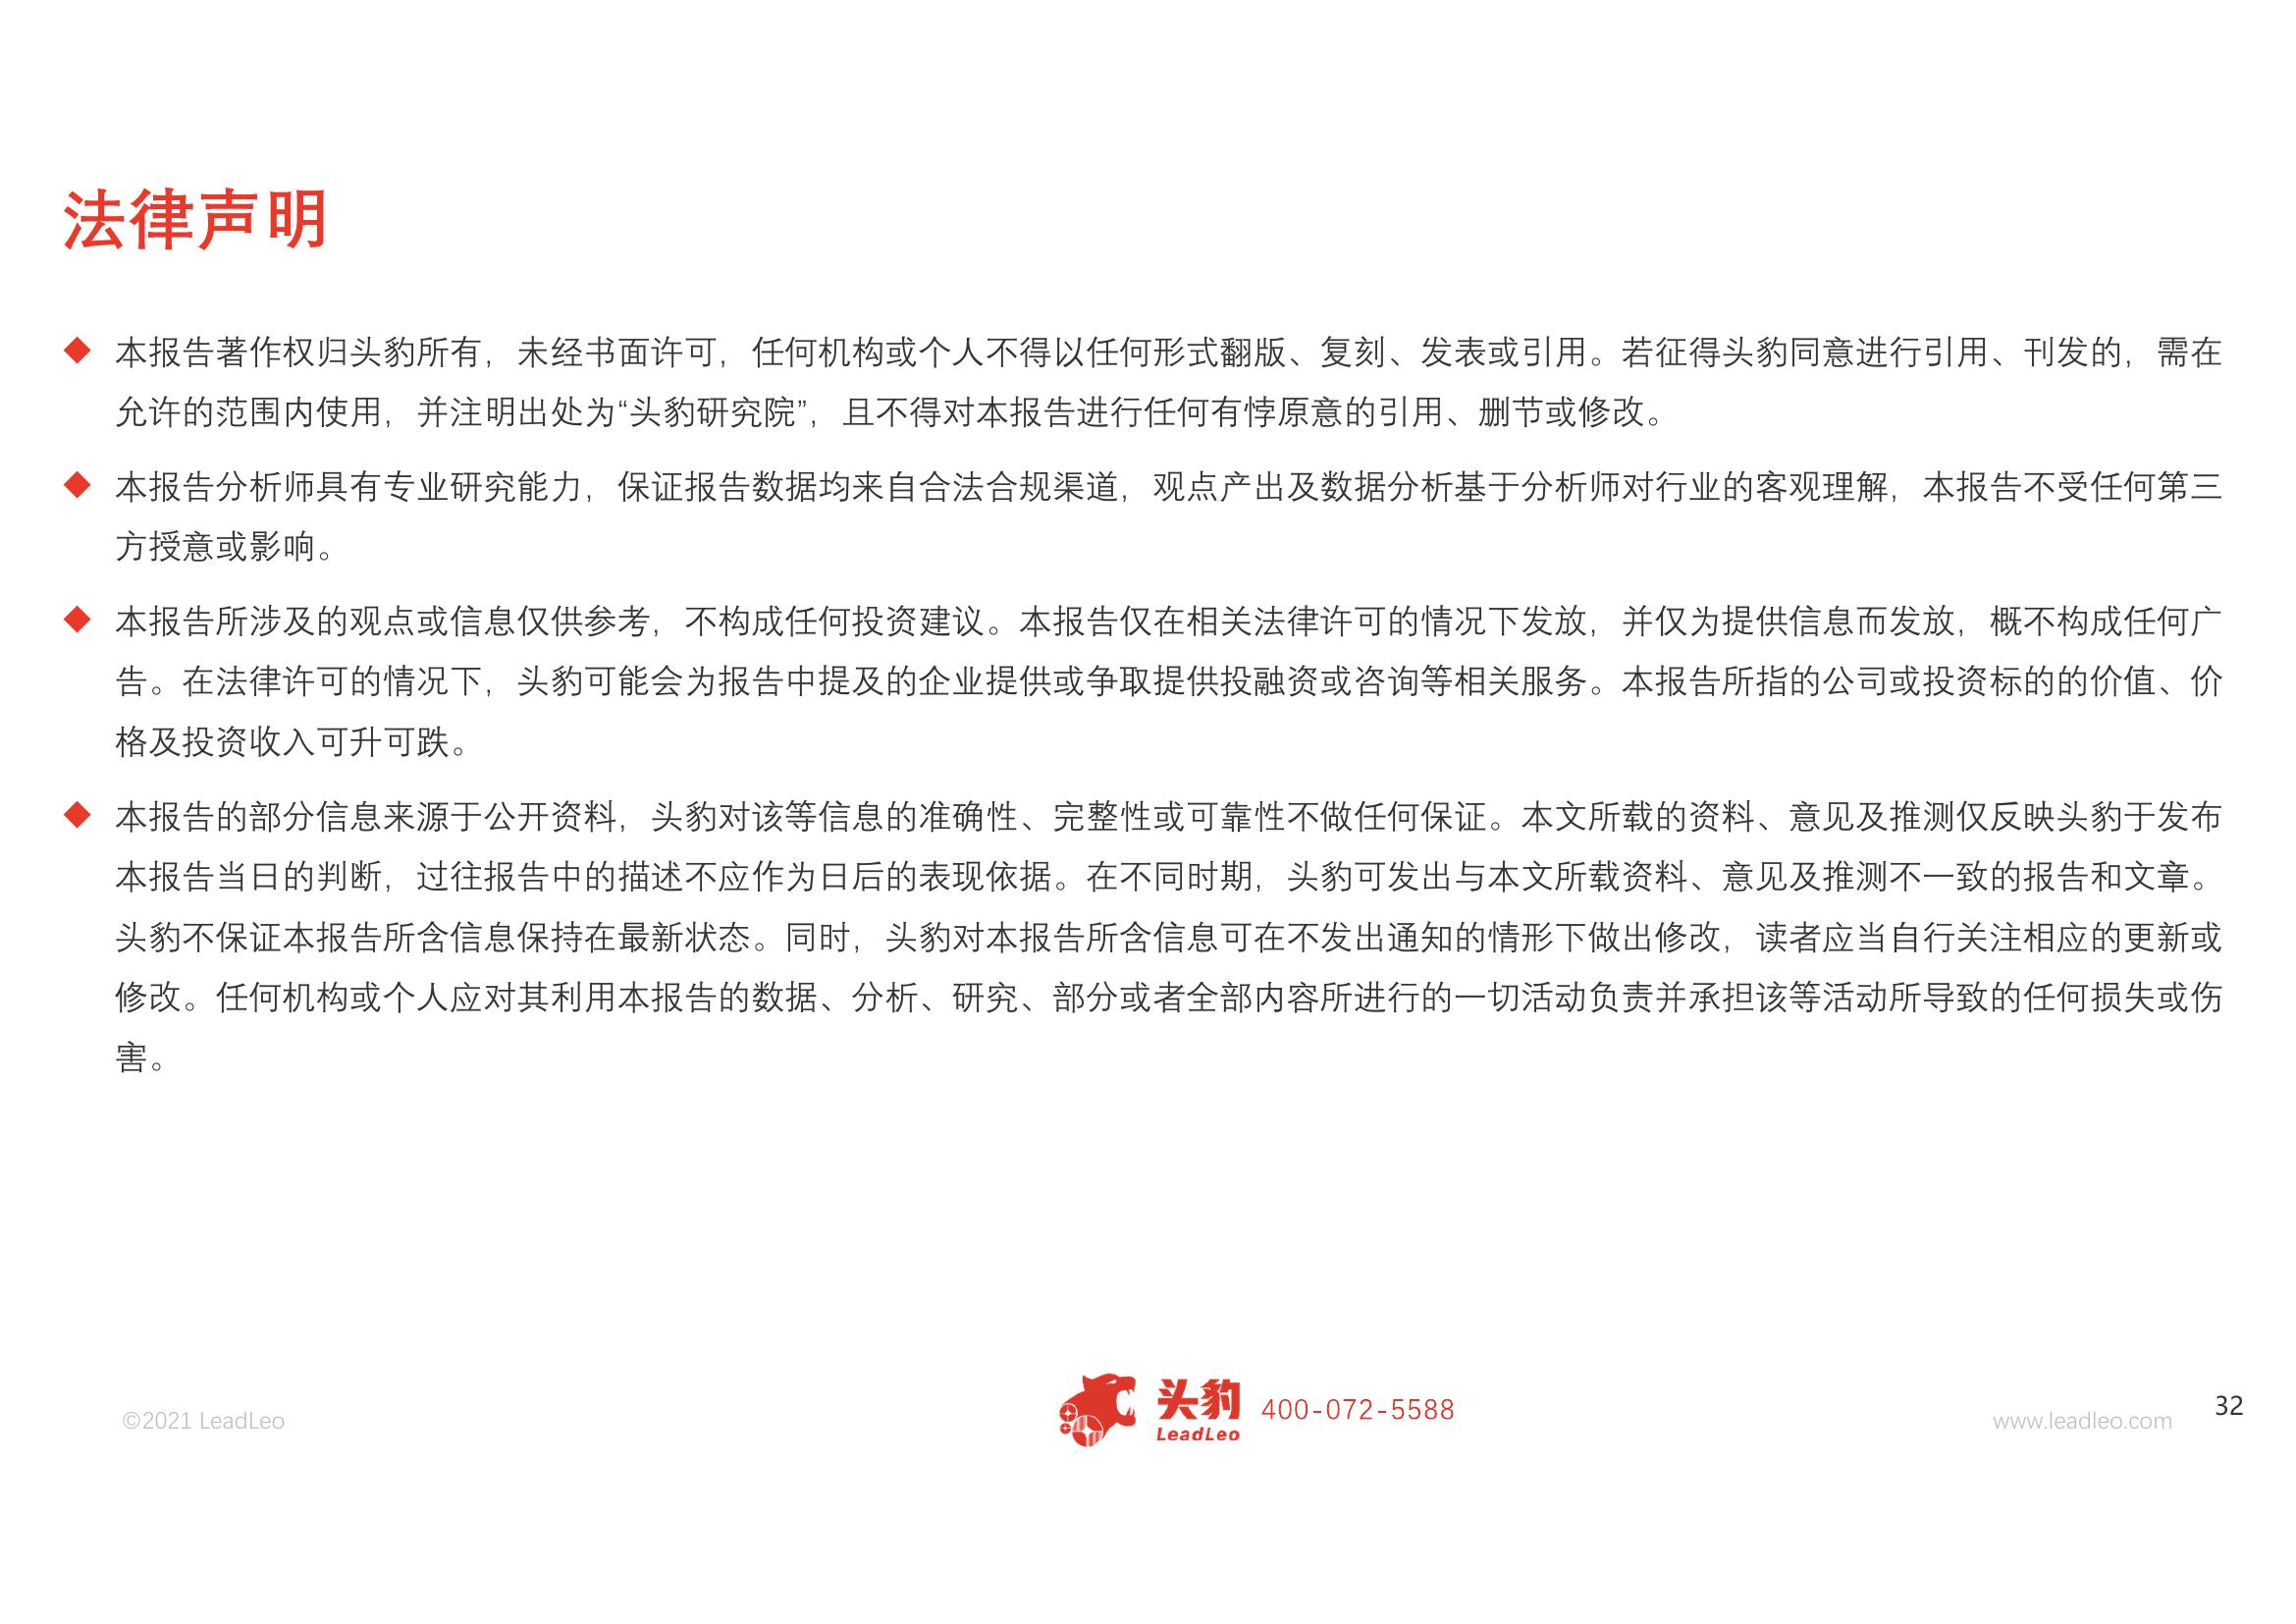 法律声明
◆ 本报告著作权归头豹所有，未经书面许可，任何机构或个人不得以任何形式翻版、复刻、发表或引用。若征得头豹同意进行引用、刊发的，需在
允许的范围内使用，并注明出处为“头豹研究院”，且不得对本报告进行任何有悖原意的引用、删节或修改。
◆ 本报告分析师具有专业研究能力，保证报告数据均来自合法合规渠道，观点产出及数据分析基于分析师对行业的客观理解，本报告不受任何第三
方授意或影响。
◆ 本报告所涉及的观点或信息仅供参考，不构成任何投资建议。本报告仅在相关法律许可的情况下发放，并仅为提供信息而发放，概不构成任何广
告。在法律许可的情况下，头豹可能会为报告中提及的企业提供或争取提供投融资或咨询等相关服务。本报告所指的公司或投资标的的价值、价
格及投资收入可升可跌。
◆ 本报告的部分信息来源于公开资料，头豹对该等信息的准确性、完整性或可靠性不做任何保证。本文所载的资料、意见及推测仅反映头豹于发布
本报告当日的判断，过往报告中的描述不应作为日后的表现依据。在不同时期，头豹可发出与本文所载资料、意见及推测不一致的报告和文章。
头豹不保证本报告所含信息保持在最新状态。同时，头豹对本报告所含信息可在不发出通知的情形下做出修改，读者应当自行关注相应的更新或
修改。任何机构或个人应对其利用本报告的数据、分析、研究、部分或者全部内容所进行的一切活动负责并承担该等活动所导致的任何损失或伤
害。
©2021 LeadLeo
头豹
LeadLeo
400-072-5588
www.leadleo.com
32